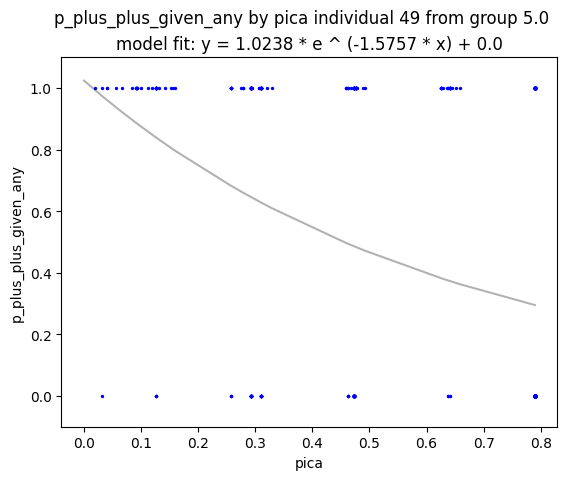 p_plus_plus_given_any by pica individual 49 from group 5.0
model fit: y = 1.0238 * e ^ (-1.5757 * x) + 0.0
1.0
0.8
0.6
0.4
0.2
0.0
p_plus_plus_given_any
0.0 0.1 0.2 0.3 0.4 0.5 0.6 0.7 0.8
pica